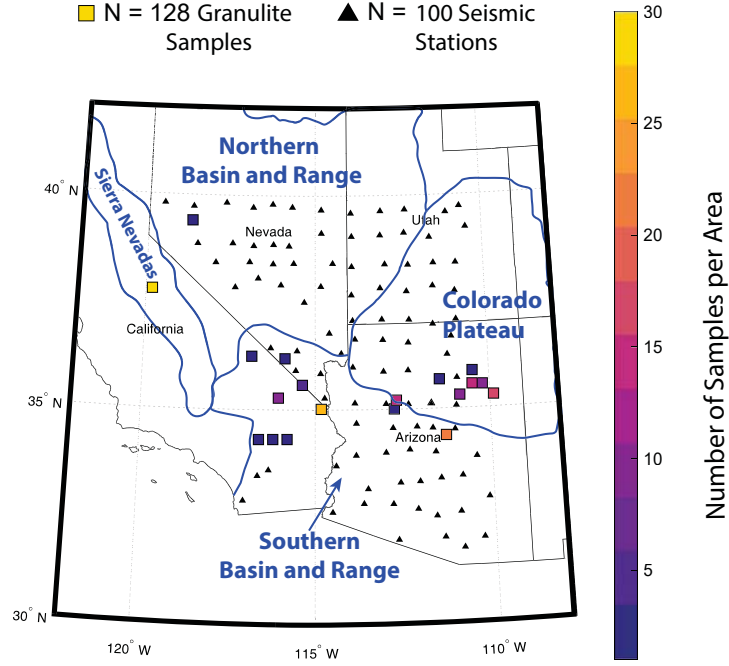 N = 128 Granulite
Samples
N = 100 Seismic
Stations
Northern
Basin and Range
Sierra Nevadas
Nevada
Utah
California
Colorado
Plateau
Arizona
Southern
Basin and Range
40° N
35° N
30° N
120° W
115° W
110° W
30
25
20
15
10
5
Number of Samples per Area